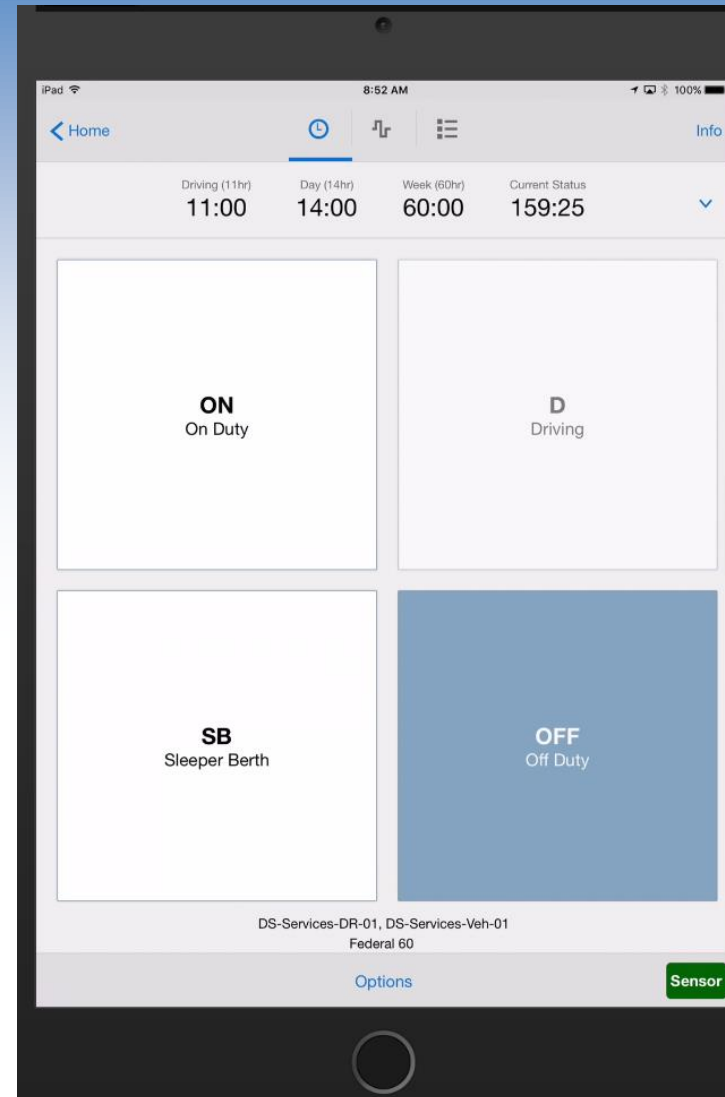 iPad 8:52 AM 100%
Home Info
Driving (11hr) Day (14hr) Week (60hr) Current Status
11:00 14:00 60:00 159:25
ON
On Duty
D
Driving
SB
Sleeper Berth
OFF
Off Duty
DS-Services-DR-01, DS-Services-Veh-01
Federal 60
Options Sensor